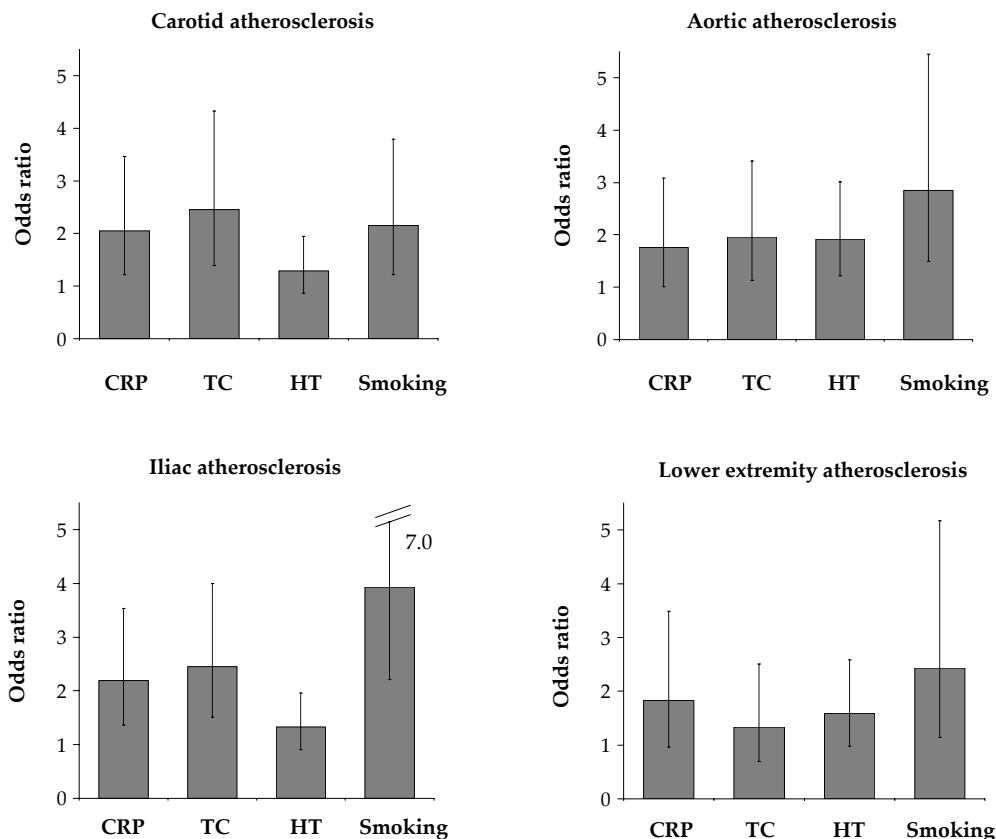 Carotid atherosclerosis
Odds ratio
5
4
3
2
1
0
CRP TC HT Smoking
Aortic atherosclerosis
Odds ratio
5
4
3
2
1
0
CRP TC HT Smoking
Iliac atherosclerosis
Odds ratio
5
4
3
2
1
0
7.0
CRP TC HT Smoking
Lower extremity atherosclerosis
Odds ratio
5
4
3
2
1
0
CRP TC HT Smoking